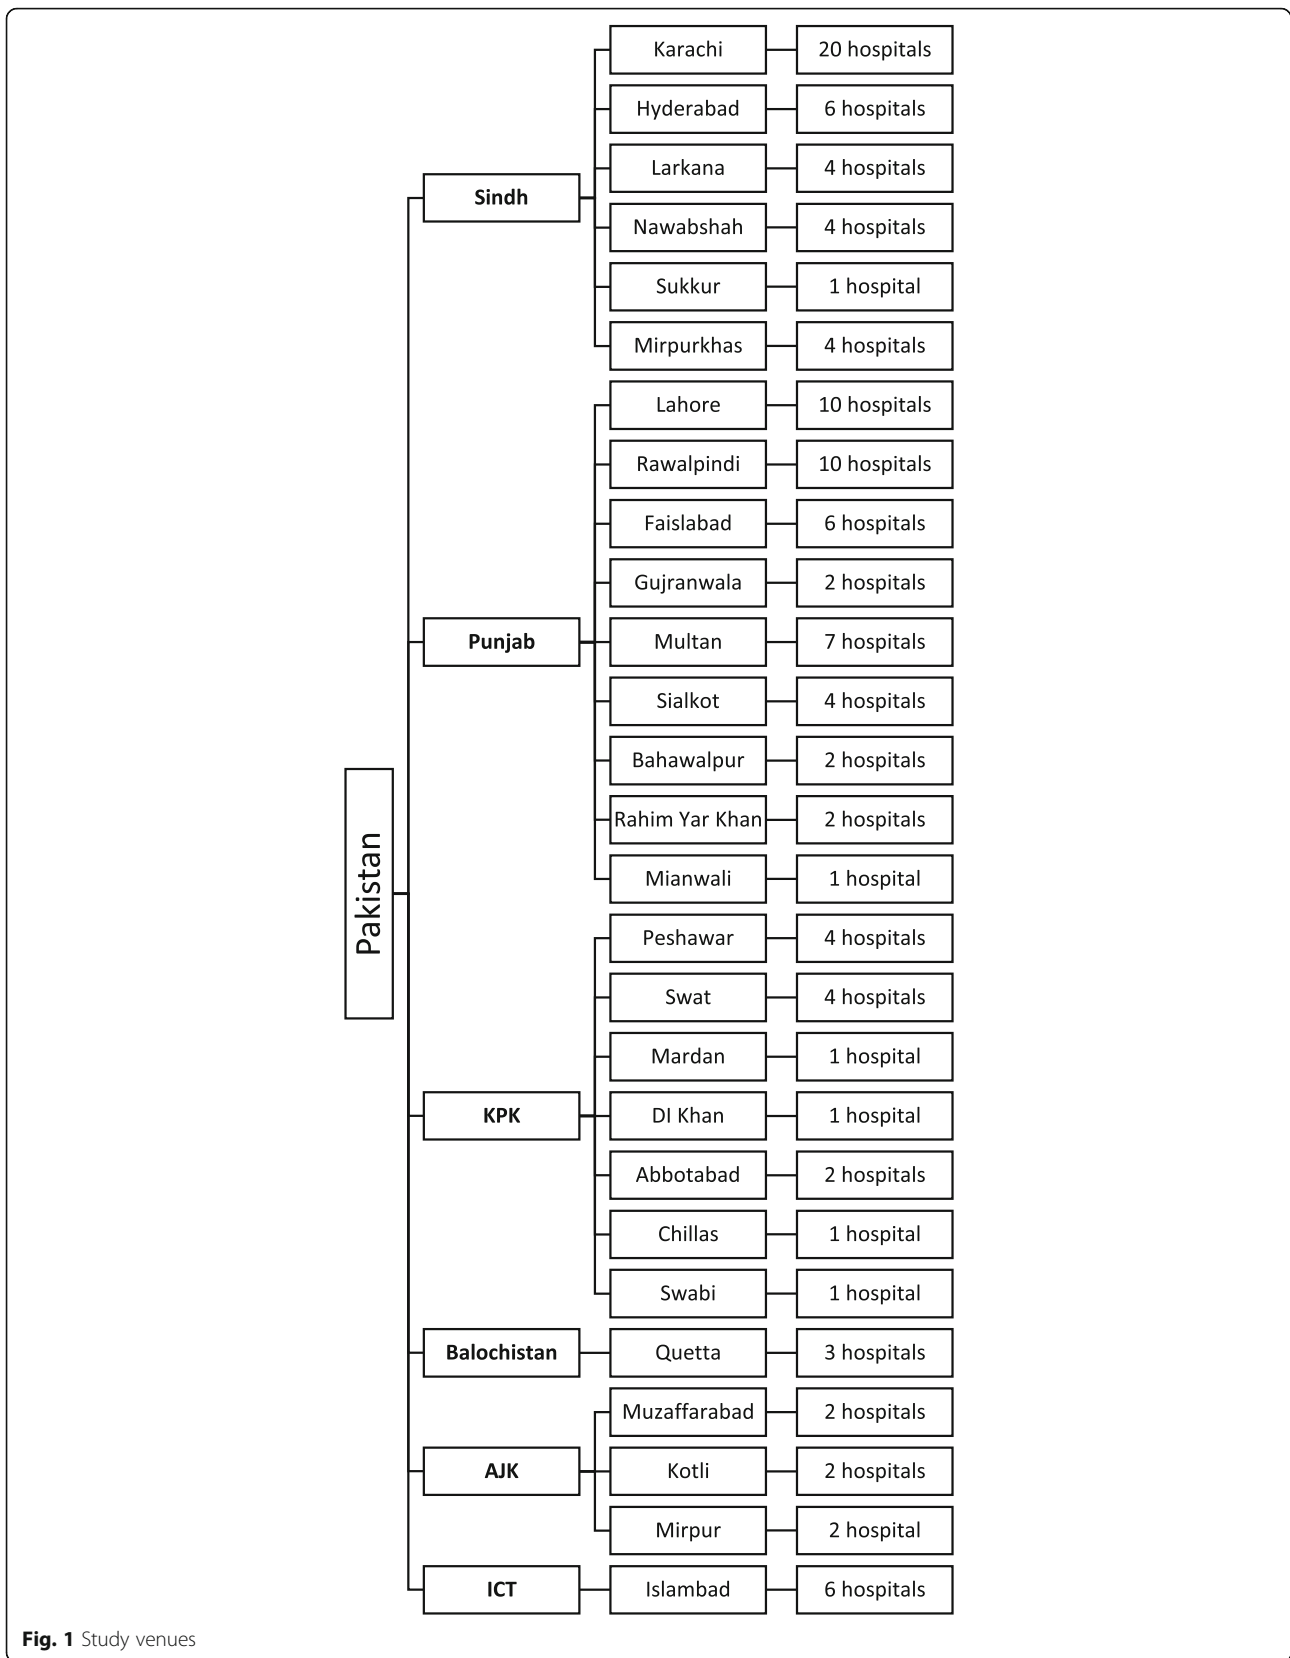 Pakistan
Sindh
Karachi
20 hospitals
Hyderabad
6 hospitals
Larkana
4 hospitals
Nawabshah
4 hospitals
Sukkur
1 hospital
Mirpurkhas
4 hospitals
Punjab
Lahore
10 hospitals
Rawalpindi
10 hospitals
Faislabad
6 hospitals
Gujranwala
2 hospitals
Multan
7 hospitals
Sialkot
4 hospitals
Bahawalpur
2 hospitals
Rahim Yar Khan
2 hospitals
Mianwali
1 hospital
KPK
Peshawar
4 hospitals
Swat
4 hospitals
Mardan
1 hospital
DI Khan
1 hospital
Abbotabad
2 hospitals
Chillas
1 hospital
Swabi
1 hospital
Balochistan
Quetta
3 hospitals
AJK
Muzaffarabad
2 hospitals
Kotli
2 hospitals
Mirpur
2 hospital
ICT
Islambad
6 hospitals
Fig. 1 Study venues